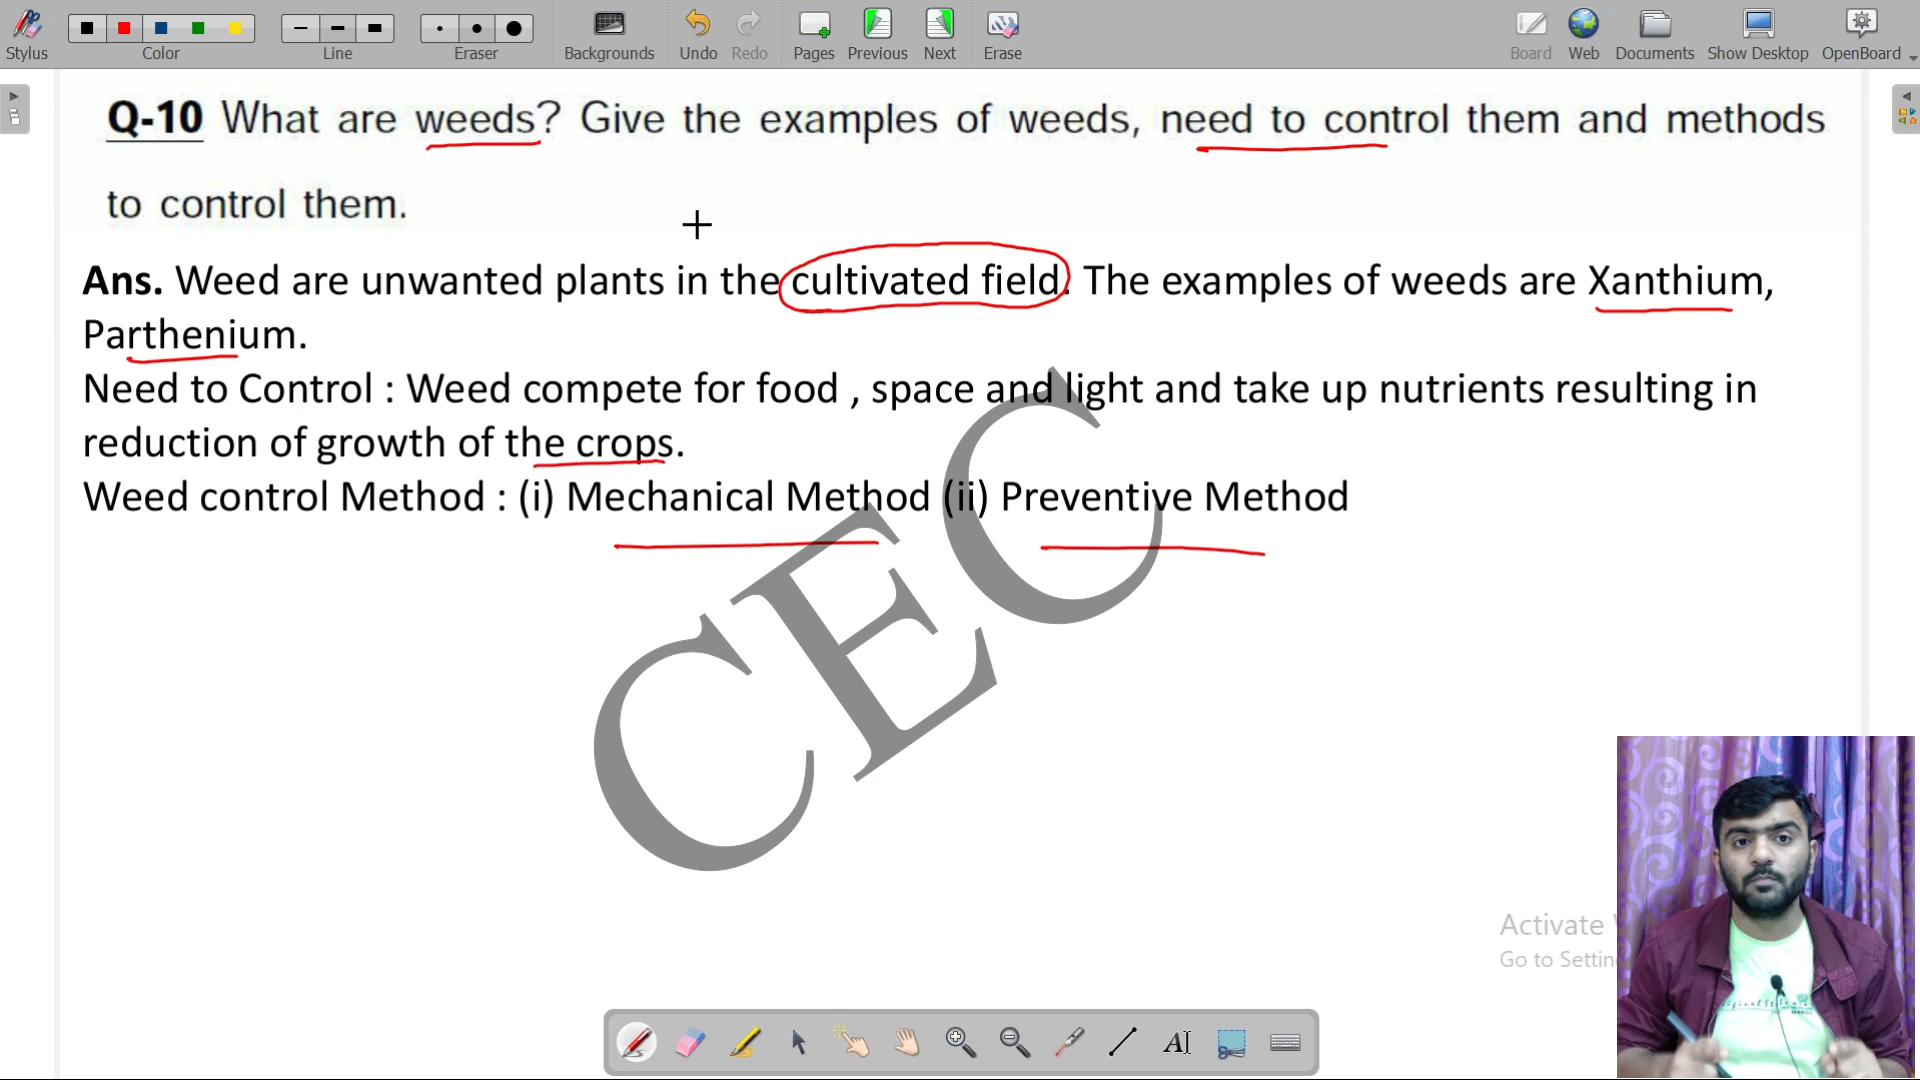 Stylus
Color
Line
Eraser
Backgrounds
Undo
Redo
Pages
Previous
Next
Erase
Board
Web
Documents
Show Desktop
OpenBoard
Q-10 What are weeds? Give the examples of weeds, need to control them and methods
to control them.
Ans. Weed are unwanted plants in the cultivated field. The examples of weeds are Xanthium,
Parthenium.
Need to Control : Weed compete for food , space and light and take up nutrients resulting in
reduction of growth of the crops.
Weed control Method : (i) Mechanical Method (ii) Preventive Method
CEC
Activate
Go to Settin
AI